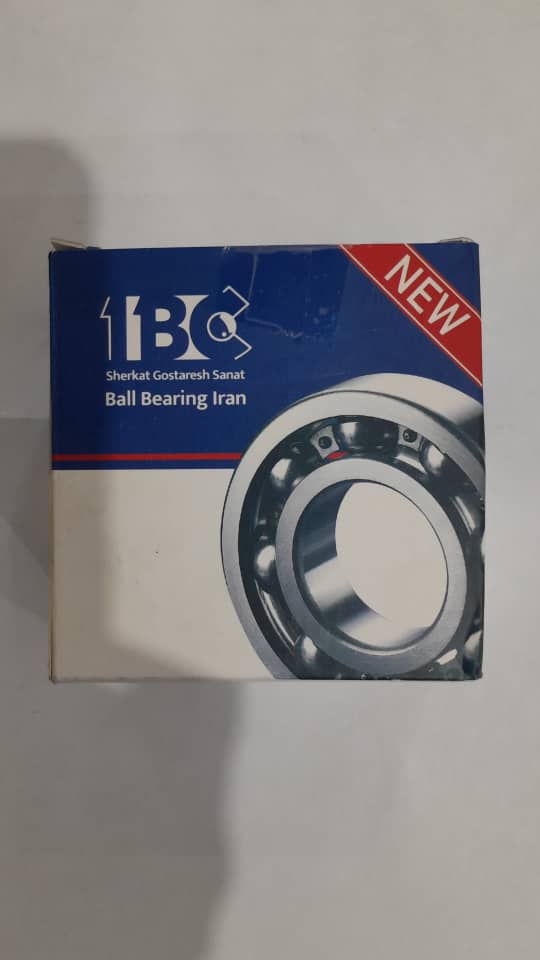 IBC
Sherkat Gostaresh Sanat
Ball Bearing Iran
NEW